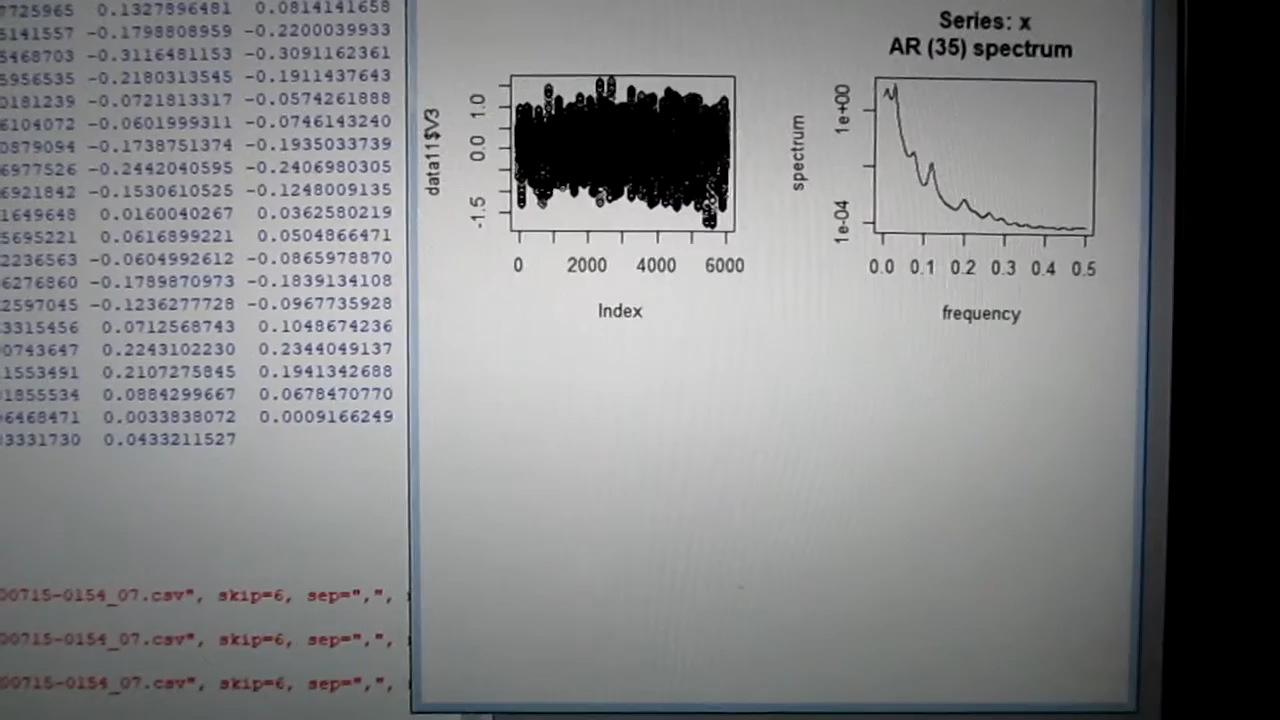 7725965 0.1327896481 0.0814141658
5141557 -0.1798808959 -0.2200039933
5468703 -0.3116481153 -0.3091162361
5956535 -0.2180313545 -0.1911437643
0181239 -0.0721813317 -0.0574261888
6104072 -0.0601999311 -0.0746143240
0879094 -0.1738751374 -0.1935033739
6977526 -0.2442040595 -0.2406980305
6921842 -0.1530610525 -0.1248009135
1649648 0.0160040267 0.0362580219
5695221 0.0616899221 0.0504866471
2236563 -0.0604992612 -0.0865978870
6276860 -0.1789870973 -0.1839134108
2597045 -0.1236277728 -0.0967735928
3315456 0.0712568743 0.1048674236
0743647 0.2243102230 0.2344049137
1553491 0.2107275845 0.1941342688
1855534 0.0884299667 0.0678470770
6468471 0.0033838072 0.0009166249
3331730 0.0433211527
00715-0154_07.csv", skip=6, sep=",",
00715-0154_07.csv", skip=6, sep=",",
00715-0154_07.csv", skip=6, sep=",",
data11$V3
1.0
0.0
-1.5
0 2000 4000 6000
Index
Series: x
AR (35) spectrum
spectrum
1e+00
1e-04
0.0 0.1 0.2 0.3 0.4 0.5
frequency